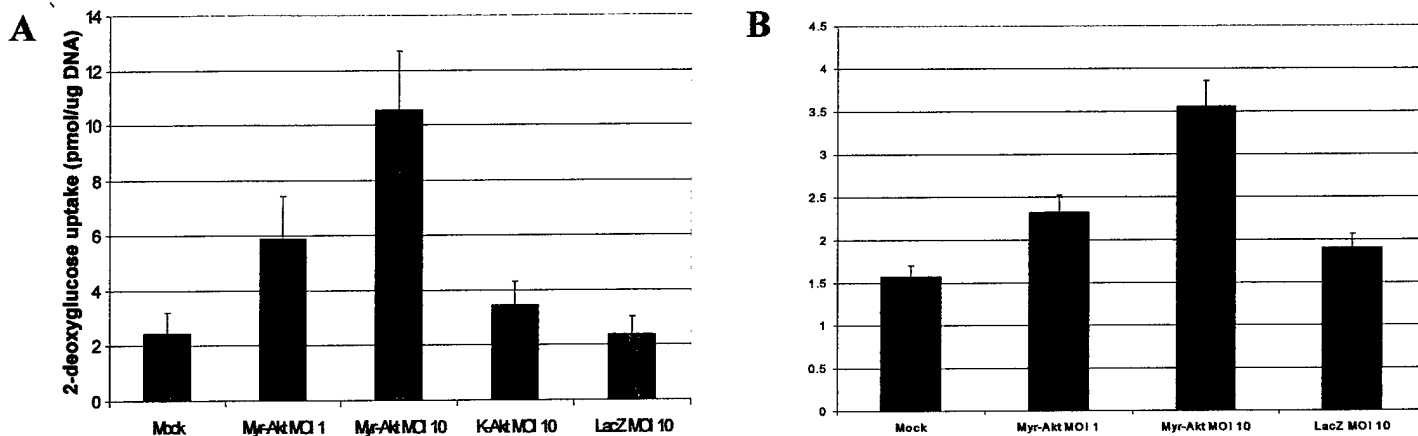 A
2-deoxyglucose uptake (pmol/ug DNA)
14
12
10
8
6
4
2
0
Mock
Myr-Akt MOI 1
Myr-Akt MOI 10
K-Akt MOI 10
LacZ MOI 10
B
4.5
4
3.5
3
2.5
2
1.5
1
0.5
0
Mock
Myr-Akt MOI 1
Myr-Akt MOI 10
LacZ MOI 10